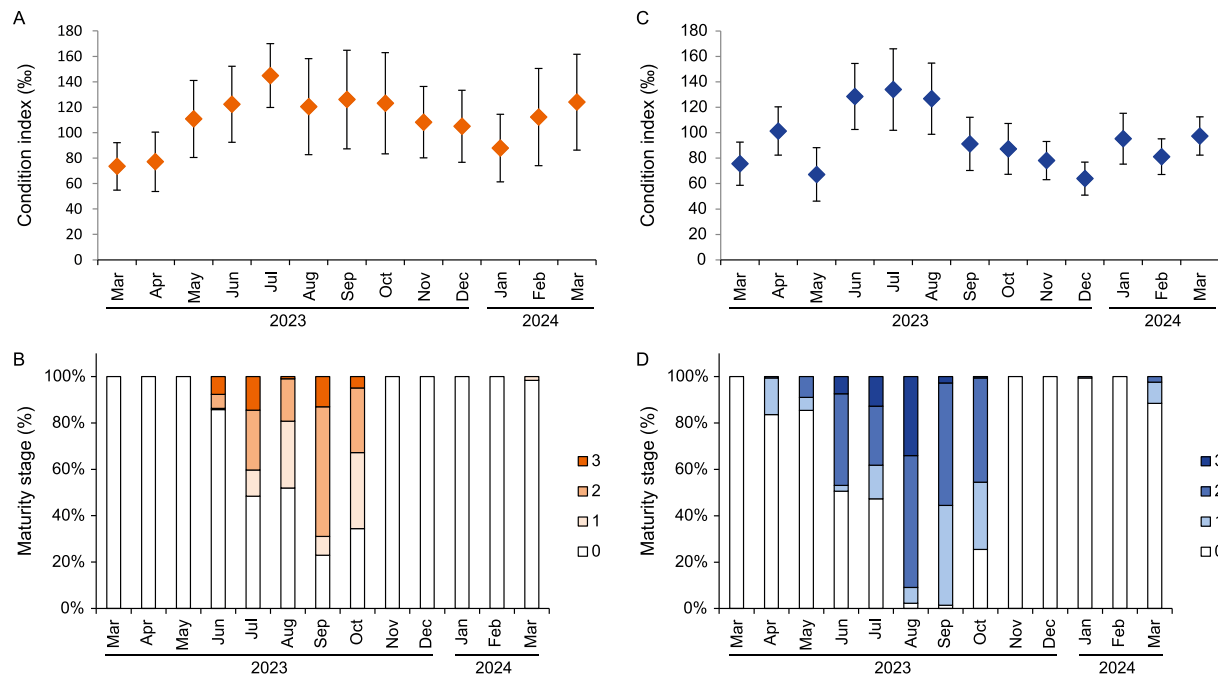 A
Condition index (‰)
180
160
140
120
100
80
60
40
20
0
Mar
Apr
May
Jun
Jul
Aug
Sep
Oct
Nov
Dec
Jan
Feb
Mar
2023
2024
C
Condition index (‰)
180
160
140
120
100
80
60
40
20
0
Mar
Apr
May
Jun
Jul
Aug
Sep
Oct
Nov
Dec
Jan
Feb
Mar
2023
2024
B
Maturity stage (%)
100%
80%
60%
40%
20%
0%
Mar
Apr
May
Jun
Jul
Aug
Sep
Oct
Nov
Dec
Jan
Feb
Mar
2023
2024
3
2
1
0
D
Maturity stage (%)
100%
80%
60%
40%
20%
0%
Mar
Apr
May
Jun
Jul
Aug
Sep
Oct
Nov
Dec
Jan
Feb
Mar
2023
2024
3
2
1
0